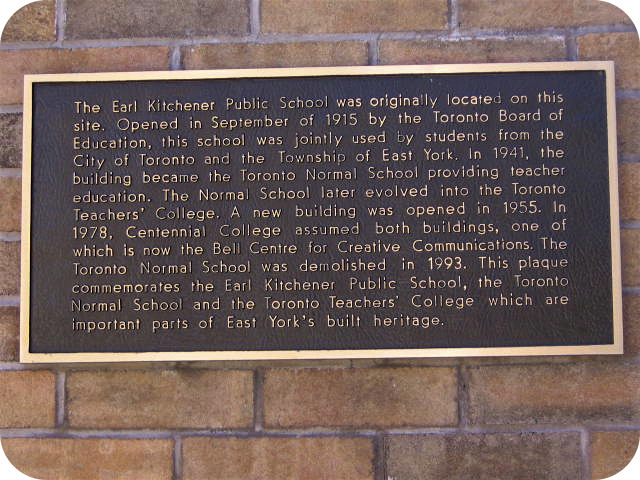 The Earl Kitchener Public School was originally located on this
site. Opened in September of 1915 by the Toronto Board of
Education, this school was jointly used by students from the
City of Toronto and the Township of East York. In 1941, the
building became the Toronto Normal School providing teacher
education. The Normal School later evolved into the Toronto
Teachers' College. A new building was opened in 1955. In
1978, Centennial College assumed both buildings, one of
which is now the Bell Centre for Creative Communications. The
Toronto Normal School was demolished in 1993. This plaque
commemorates the Earl Kitchener Public School, the Toronto
Normal School and the Toronto Teachers' College which are
important parts of East York's built heritage.